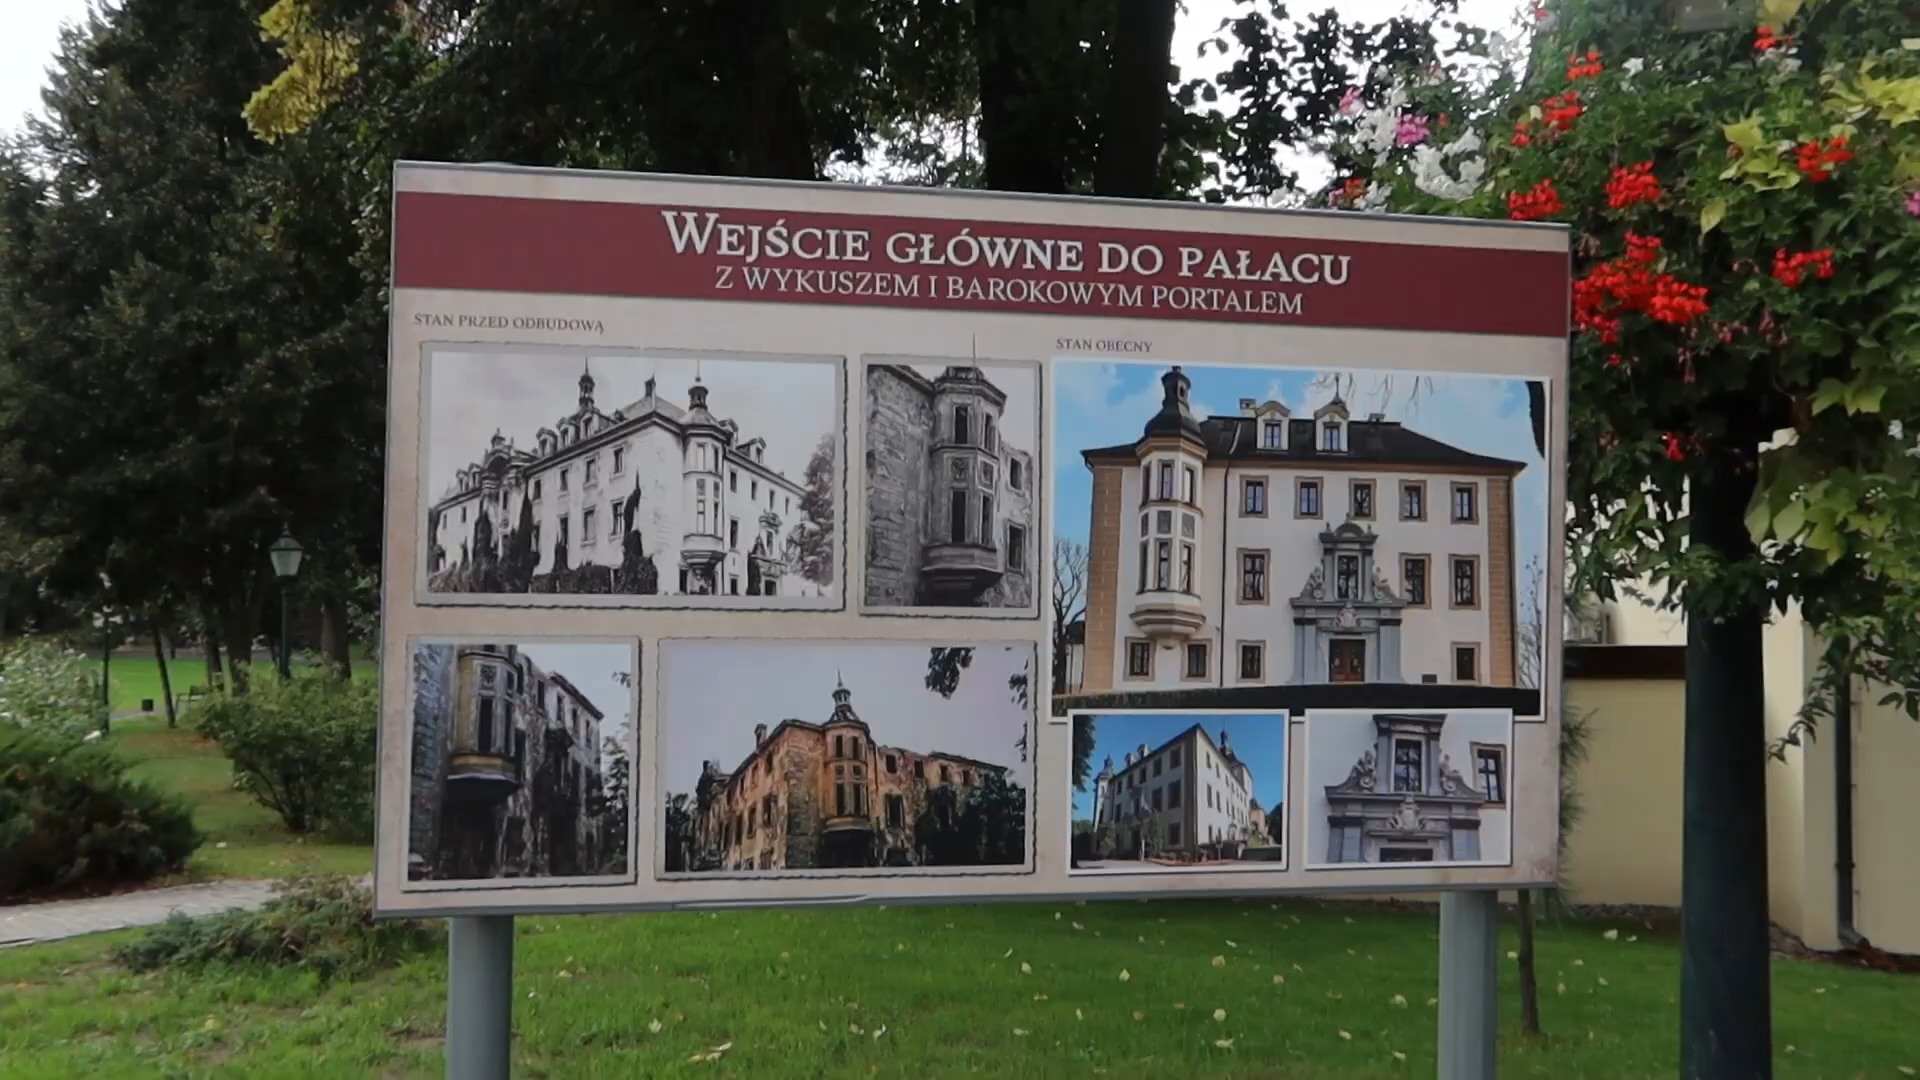 WEJŚCIE GŁÓWNE DO PAŁACU
Z WYKUSZEM I BAROKOWYM PORTALEM
STAN PRZED ODBUDOWĄ
STAN OBECNY